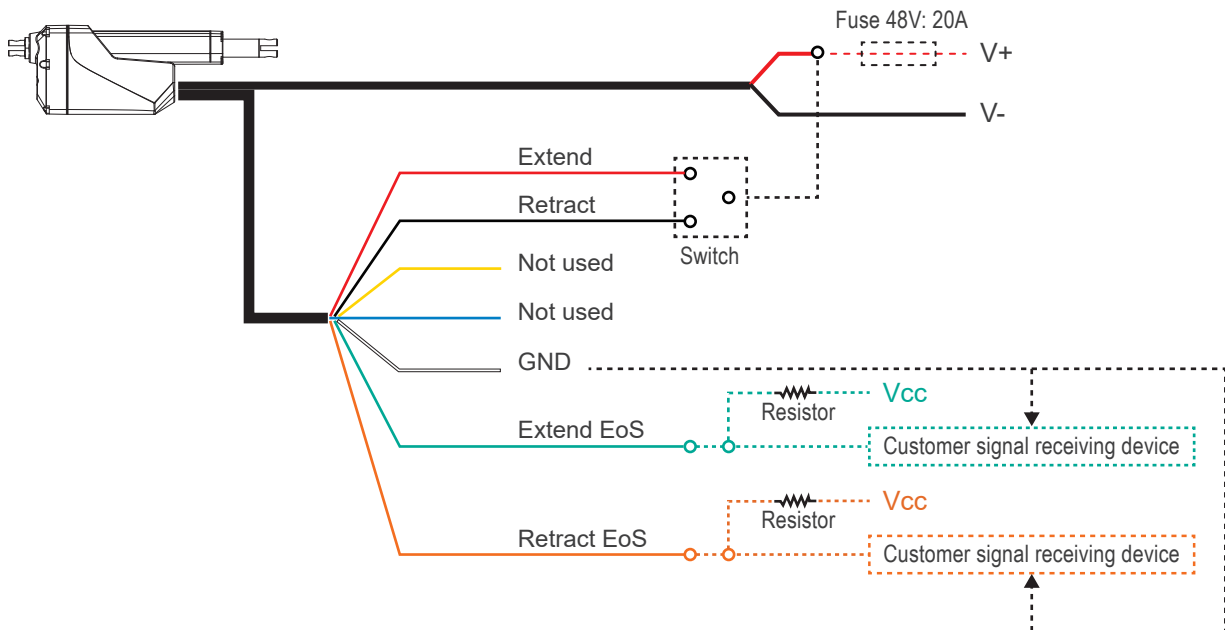 Fuse 48V: 20A
V+
V-
Extend
Retract
Switch
Not used
Not used
GND
Vcc
Resistor
Extend EoS
Customer signal receiving device
Vcc
Resistor
Retract EoS
Customer signal receiving device